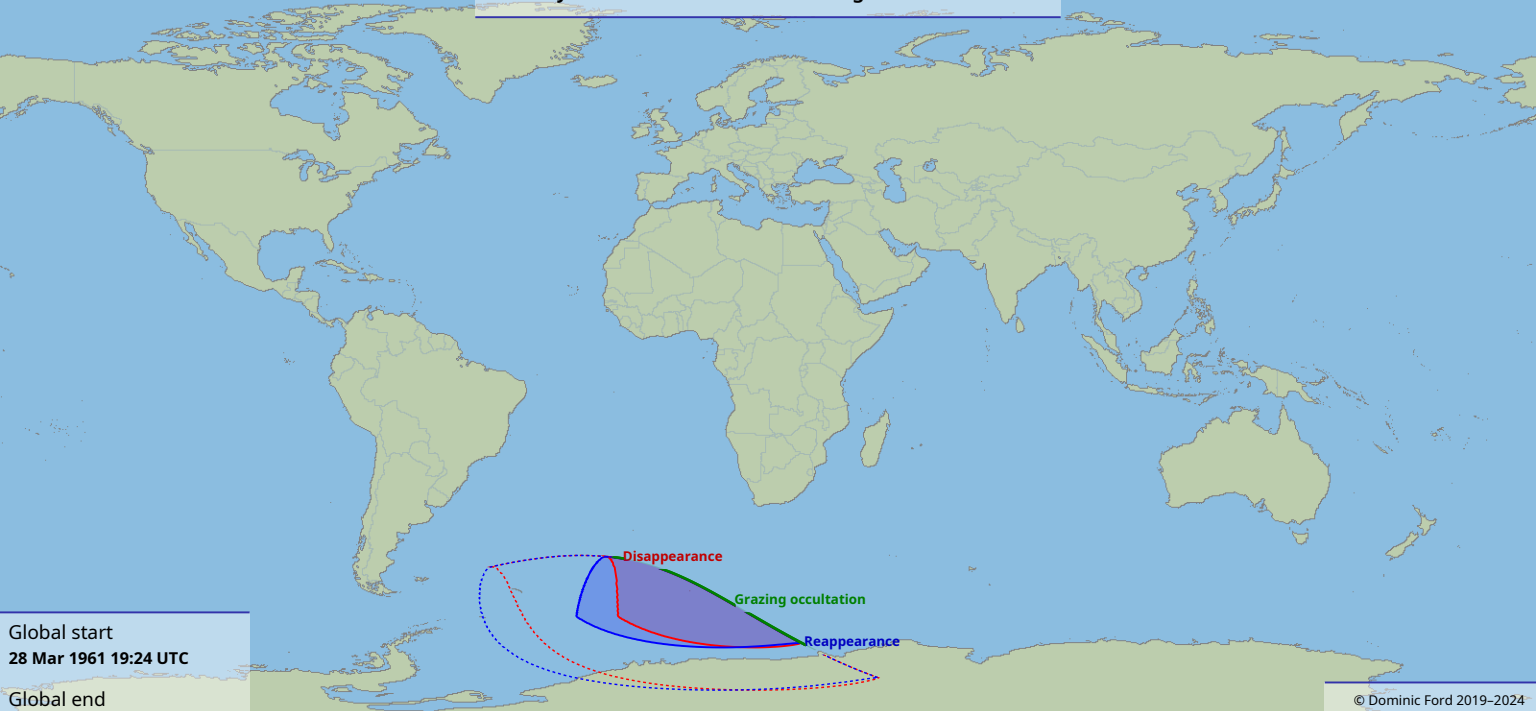 Disappearance
Grazing occultation
Reappearance
Global start
28 Mar 1961 19:24 UTC
Global end
© Dominic Ford 2019–2024